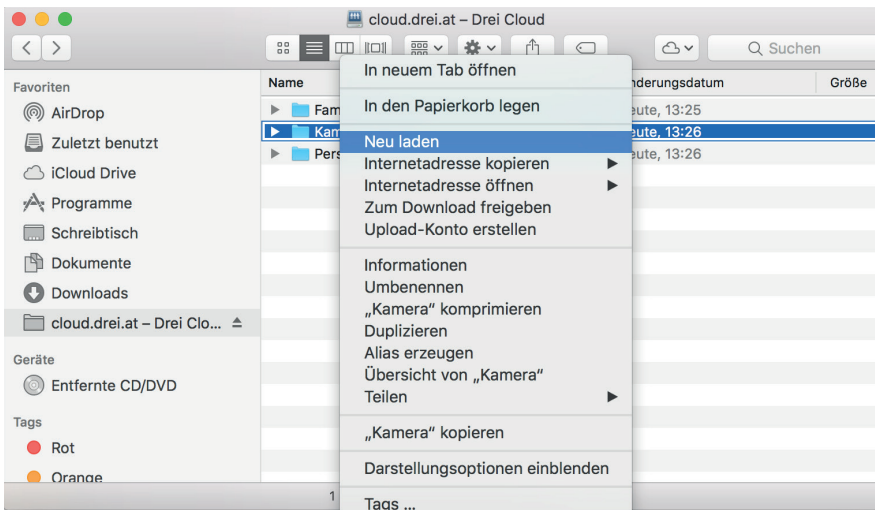 cloud.drei.at – Drei Cloud
Suchen
Favoriten
AirDrop
Zuletzt benutzt
iCloud Drive
Programme
Schreibtisch
Dokumente
Downloads
cloud.drei.at – Drei Clo...
Geräte
Entfernte CD/DVD
Tags
Rot
Orange
Name
nderungsdatum
Größe
Fam
eute, 13:25
Kam
eute, 13:26
Pers
eute, 13:26
1
In neuem Tab öffnen
In den Papierkorb legen
Neu laden
Internetadresse kopieren
Internetadresse öffnen
Zum Download freigeben
Upload-Konto erstellen
Informationen
Umbenennen
„Kamera“ komprimieren
Duplizieren
Alias erzeugen
Übersicht von „Kamera“
Teilen
„Kamera“ kopieren
Darstellungsoptionen einblenden
Tags ...